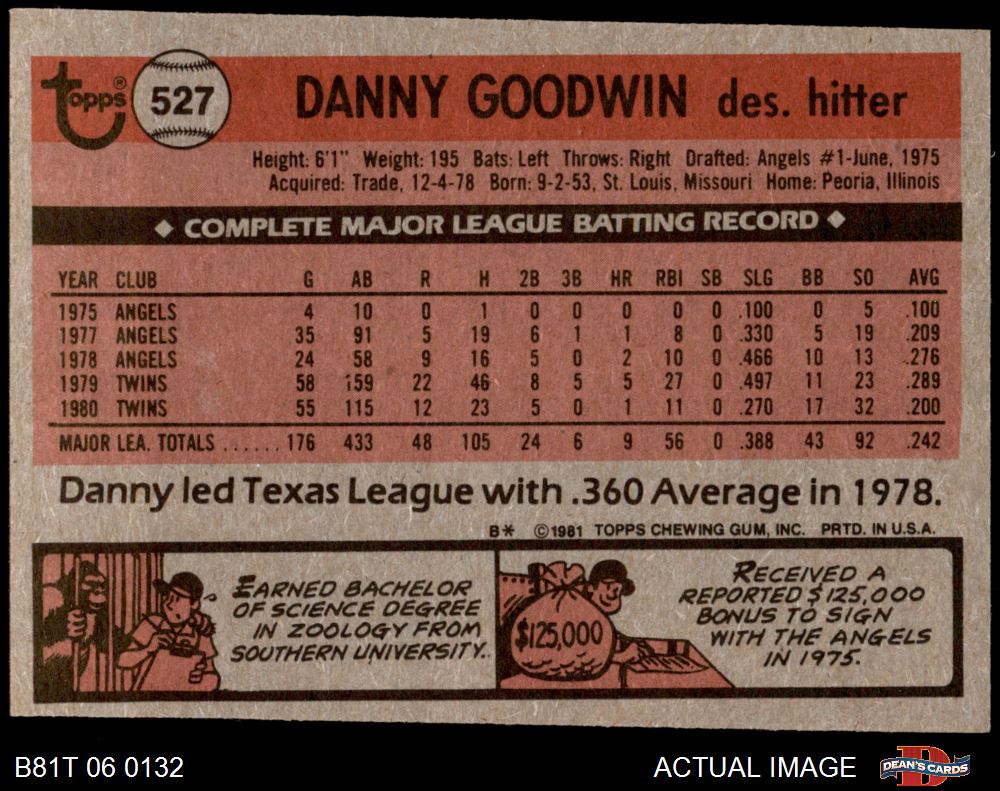 Topps® 527 DANNY GOODWIN des. hitter
Height: 6'1" Weight: 195 Bats: Left Throws: Right Drafted: Angels #1-June, 1975
Acquired: Trade, 12-4-78 Born: 9-2-53, St. Louis, Missouri Home: Peoria, Illinois
◆ COMPLETE MAJOR LEAGUE BATTING RECORD ◆
YEAR CLUB G AB R H 2B 3B HR RBI SB SLG BB SO AVG
1975 ANGELS 4 10 0 1 0 0 0 0 0 .100 0 5 .100
1977 ANGELS 35 91 5 19 6 1 1 8 0 .330 5 19 .209
1978 ANGELS 24 58 9 16 5 0 2 10 0 .466 10 13 .276
1979 TWINS 58 159 22 46 8 5 5 27 0 .497 11 23 .289
1980 TWINS 55 115 12 23 5 0 1 11 0 .270 17 32 .200
MAJOR LEA. TOTALS ...... 176 433 48 105 24 6 9 56 0 .388 43 92 .242
Danny led Texas League with .360 Average in 1978.
B* ©1981 TOPPS CHEWING GUM, INC. PRTD. IN U.S.A.
EARNED BACHELOR
OF SCIENCE DEGREE
IN ZOOLOGY FROM
SOUTHERN UNIVERSITY.
$125,000
RECEIVED A
REPORTED $125,000
BONUS TO SIGN
WITH THE ANGELS
IN 1975.
B81T 06 0132 ACTUAL IMAGE DEAN'S CARDS